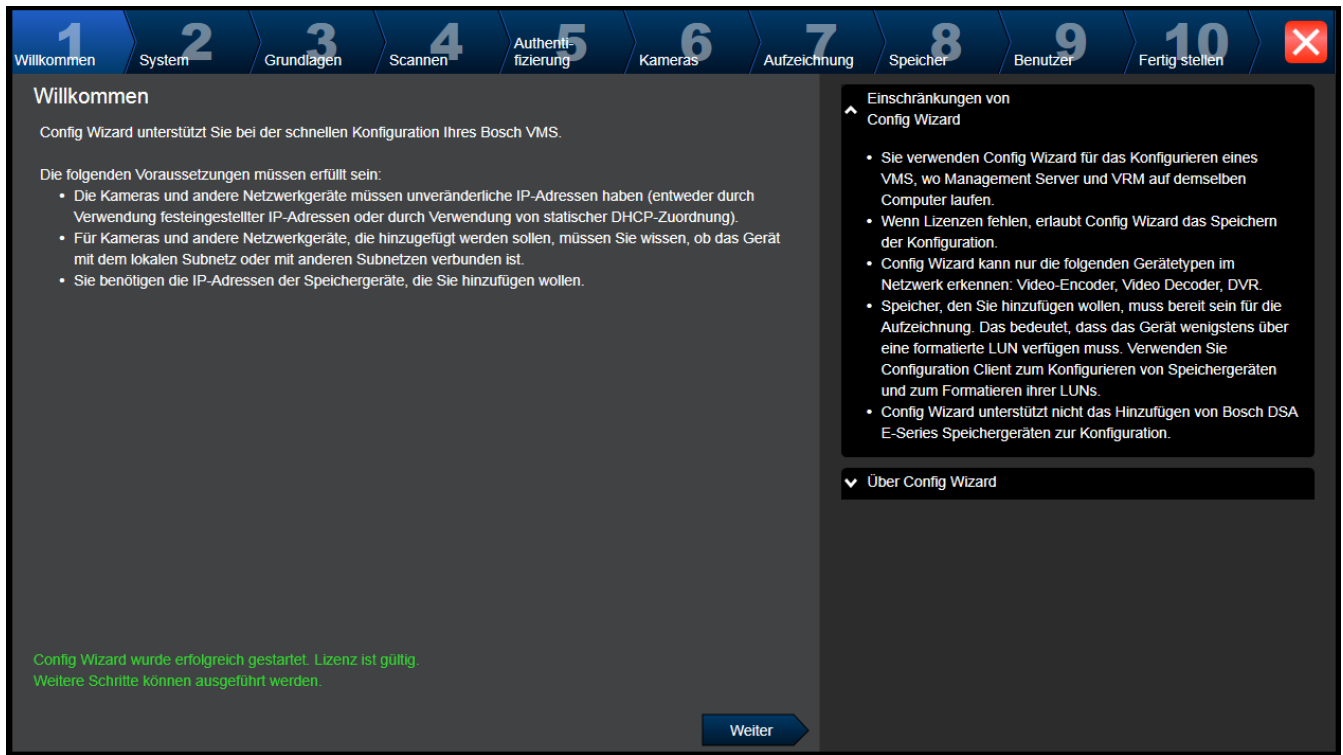 1
Willkommen
2
System
3
Grundlagen
4
Scannen
5
Authenti-
fizierung
6
Kameras
7
Aufzeichnung
8
Speicher
9
Benutzer
10
Fertig stellen
Willkommen
Config Wizard unterstützt Sie bei der schnellen Konfiguration Ihres Bosch VMS.
Die folgenden Voraussetzungen müssen erfüllt sein:
• Die Kameras und andere Netzwerkgeräte müssen unveränderliche IP-Adressen haben (entweder durch
Verwendung festeingestellter IP-Adressen oder durch Verwendung von statischer DHCP-Zuordnung).
• Für Kameras und andere Netzwerkgeräte, die hinzugefügt werden sollen, müssen Sie wissen, ob das Gerät
mit dem lokalen Subnetz oder mit anderen Subnetzen verbunden ist.
• Sie benötigen die IP-Adressen der Speichergeräte, die Sie hinzufügen wollen.
Config Wizard wurde erfolgreich gestartet. Lizenz ist gültig.
Weitere Schritte können ausgeführt werden.
Weiter
Einschränkungen von
Config Wizard
• Sie verwenden Config Wizard für das Konfigurieren eines
VMS, wo Management Server und VRM auf demselben
Computer laufen.
• Wenn Lizenzen fehlen, erlaubt Config Wizard das Speichern
der Konfiguration.
• Config Wizard kann nur die folgenden Gerätetypen im
Netzwerk erkennen: Video-Encoder, Video Decoder, DVR.
• Speicher, den Sie hinzufügen wollen, muss bereit sein für die
Aufzeichnung. Das bedeutet, dass das Gerät wenigstens über
eine formatierte LUN verfügen muss. Verwenden Sie
Configuration Client zum Konfigurieren von Speichergeräten
und zum Formatieren ihrer LUNs.
• Config Wizard unterstützt nicht das Hinzufügen von Bosch DSA
E-Series Speichergeräten zur Konfiguration.
Über Config Wizard